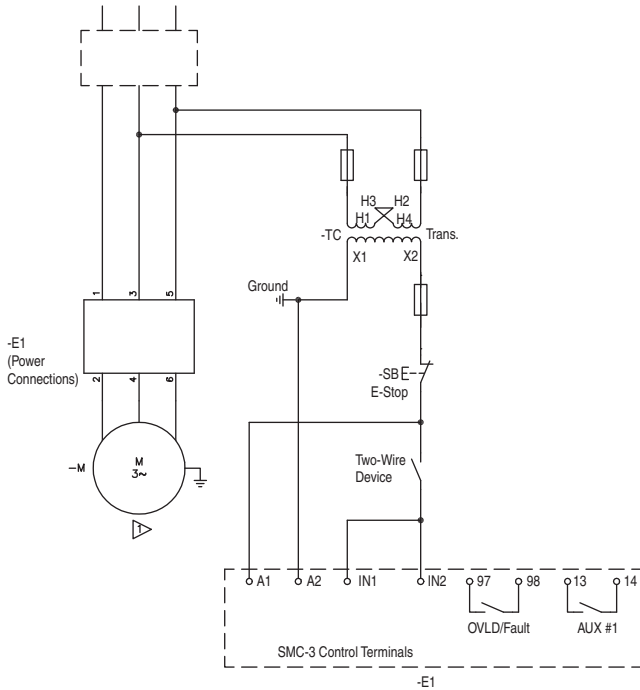 H3 H2
H1 H4
-TC Trans.
X1 X2
Ground
1 3 5
-E1
(Power
Connections)
2 4 6
-SB
E-Stop
M
3~
-M
1
Two-Wire
Device
A1 A2 IN1 IN2 97 98 13 14
OVLD/Fault AUX #1
SMC-3 Control Terminals
-E1